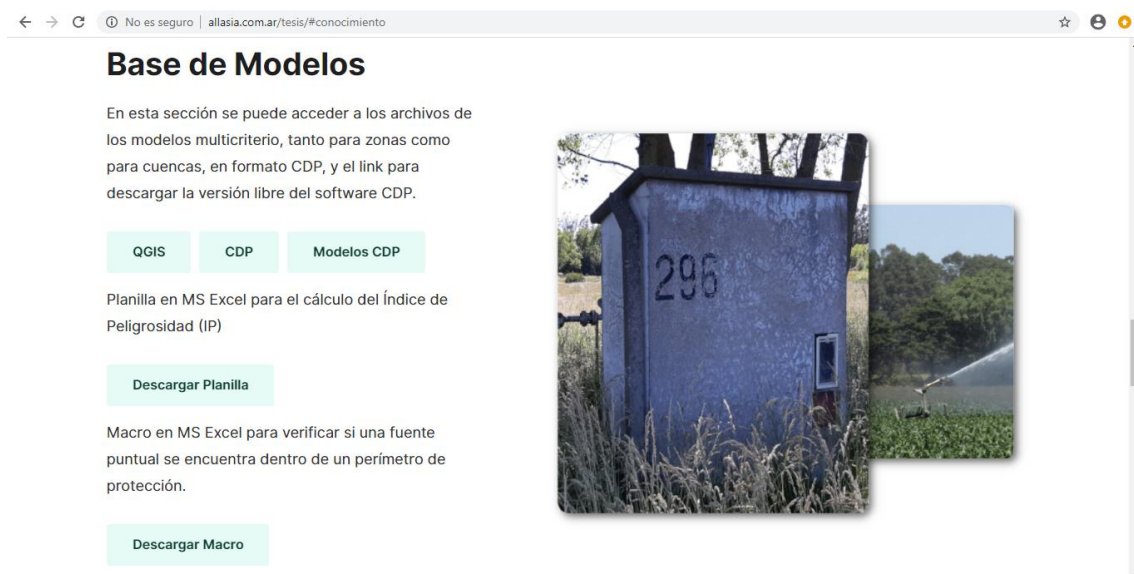 No es seguro
allasia.com.ar/tesis/#conocimiento
Base de Modelos
En esta sección se puede acceder a los archivos de
los modelos multicriterio, tanto para zonas como
para cuencas, en formato CDP, y el link para
descargar la versión libre del software CDP.
QGIS
CDP
Modelos CDP
Planilla en MS Excel para el cálculo del Índice de
Peligrosidad (IP)
Descargar Planilla
Macro en MS Excel para verificar si una fuente
puntual se encuentra dentro de un perímetro de
protección.
Descargar Macro
296